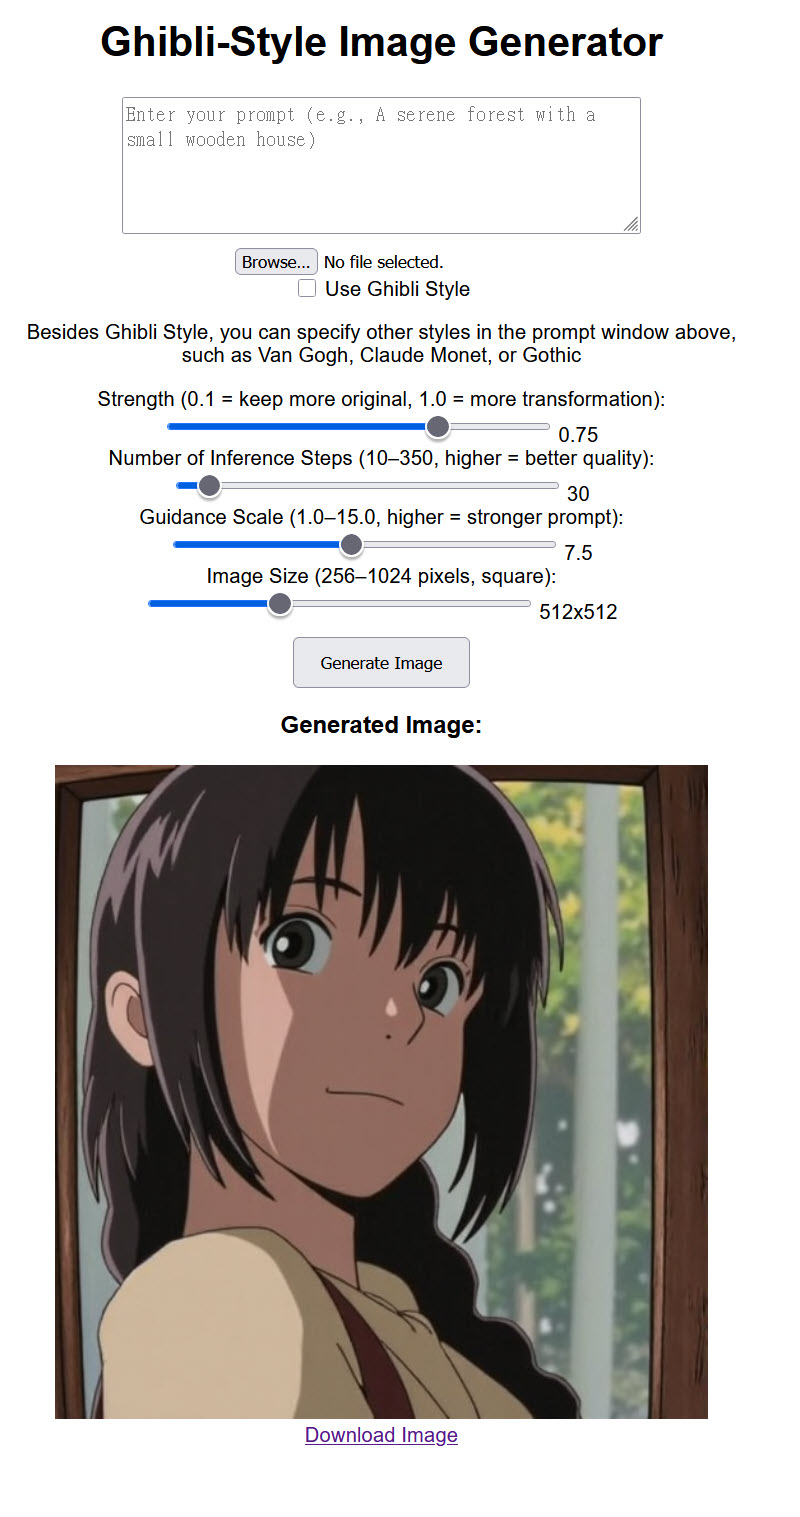 Ghibli-Style Image Generator
Enter your prompt (e.g., A serene forest with a
small wooden house)
Browse... No file selected.
Use Ghibli Style
Besides Ghibli Style, you can specify other styles in the prompt window above,
such as Van Gogh, Claude Monet, or Gothic
Strength (0.1 = keep more original, 1.0 = more transformation):
0.75
Number of Inference Steps (10–350, higher = better quality):
30
Guidance Scale (1.0–15.0, higher = stronger prompt):
7.5
Image Size (256–1024 pixels, square):
512x512
Generate Image
Generated Image:
Download Image